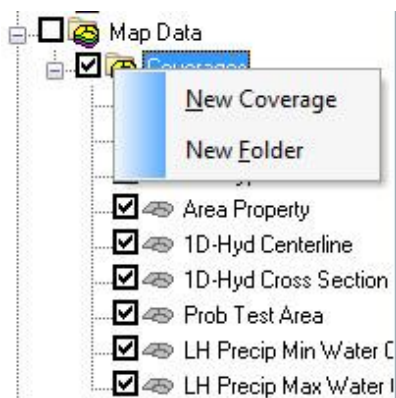 Map Data
Coverages
New Coverage
New Folder
Area Property
1D-Hyd Centerline
1D-Hyd Cross Section
Prob Test Area
LH Precip Min Water
LH Precip Max Water